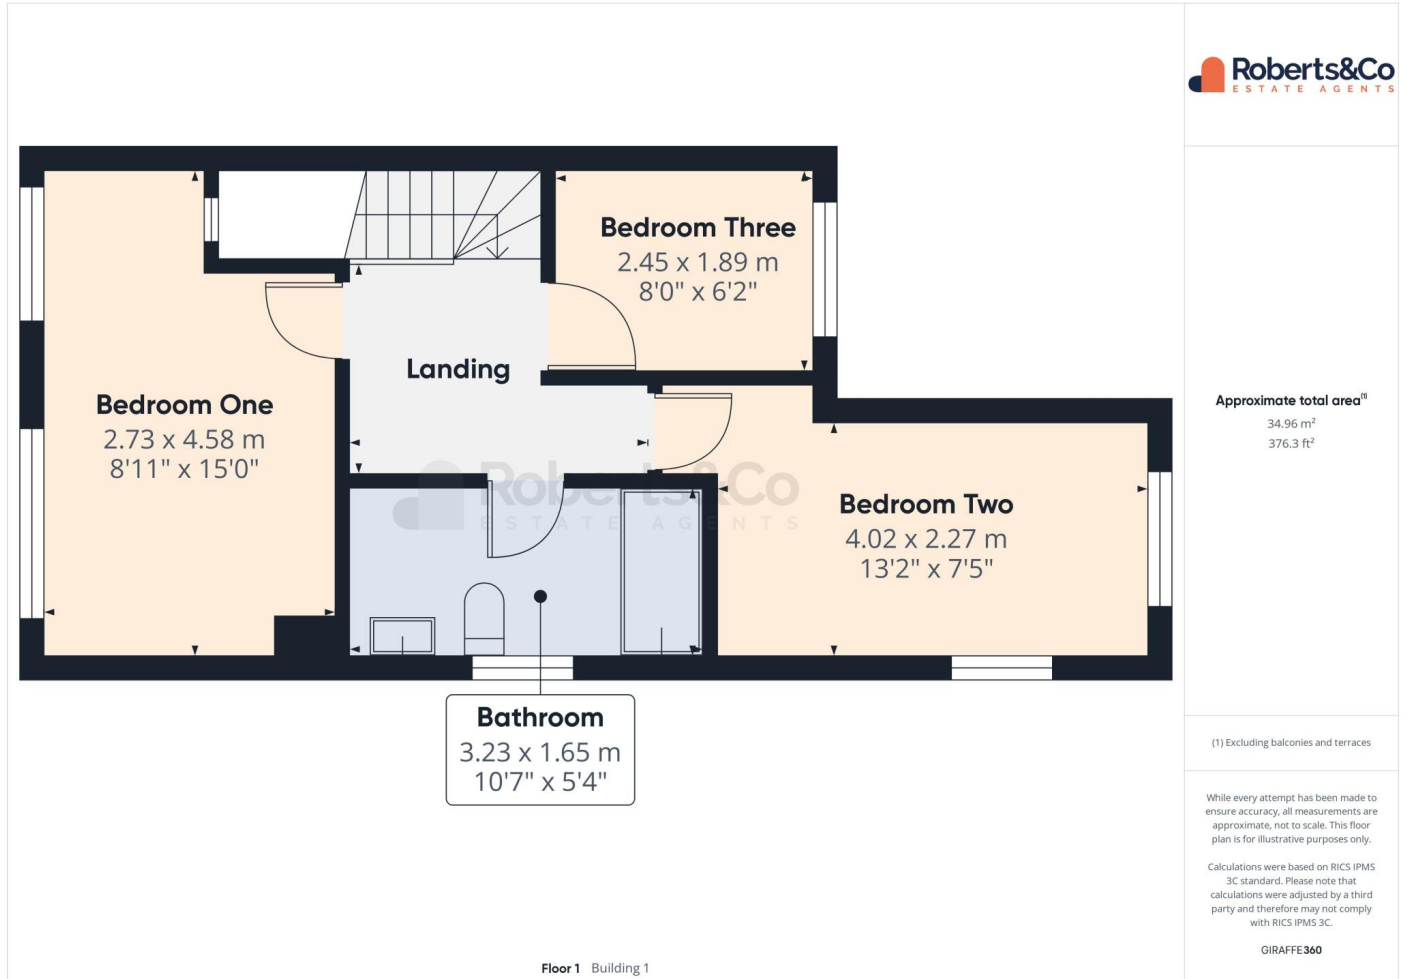 Roberts&Co
ESTATE AGENTS
Bedroom Three
2.45 x 1.89 m
8'0" x 6'2"
Landing
Bedroom One
2.73 x 4.58 m
8'11" x 15'0"
Roberts&Co
ESTATE AGENTS
Bedroom Two
4.02 x 2.27 m
13'2" x 7'5"
Bathroom
3.23 x 1.65 m
10'7" x 5'4"
Floor 1 Building 1
Approximate total area(1)
34.96 m²
376.3 ft²
(1) Excluding balconies and terraces
While every attempt has been made to
ensure accuracy, all measurements are
approximate, not to scale. This floor
plan is for illustrative purposes only.
Calculations were based on RICS IPMS
3C standard. Please note that
calculations were adjusted by a third
party and therefore may not comply
with RICS IPMS 3C.
GIRAFFE360